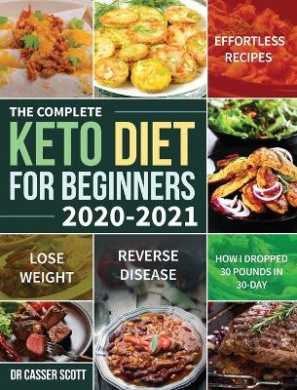 EFFORTLESS
RECIPES
THE COMPLETE
KETO DIET
FOR BEGINNERS
2020-2021
LOSE
WEIGHT
REVERSE
DISEASE
HOW I DROPPED
30 POUNDS IN
30-DAY
DR CASSER SCOTT